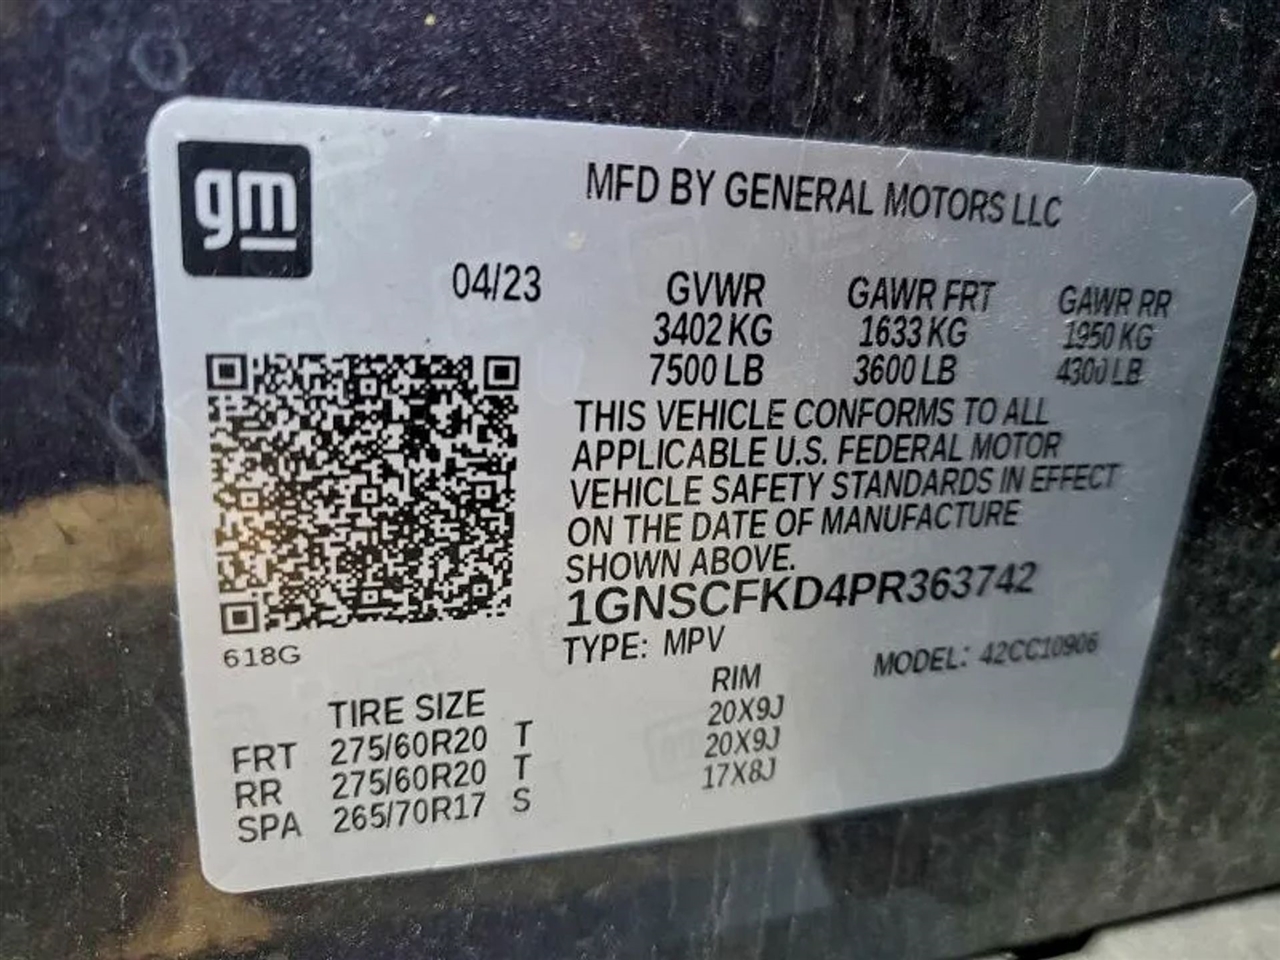 gm
MFD BY GENERAL MOTORS LLC
04/23
GVWR GAWR FRT GAWR RR
3402 KG 1633 KG 1950 KG
7500 LB 3600 LB 4300 LB
THIS VEHICLE CONFORMS TO ALL
APPLICABLE U.S. FEDERAL MOTOR
VEHICLE SAFETY STANDARDS IN EFFECT
ON THE DATE OF MANUFACTURE
SHOWN ABOVE.
1GNSCFKD4PR363742
TYPE: MPV MODEL: 42CC10906
618G
TIRE SIZE RIM
FRT 275/60R20 T 20X9J
RR 275/60R20 T 20X9J
SPA 265/70R17 S 17X8J